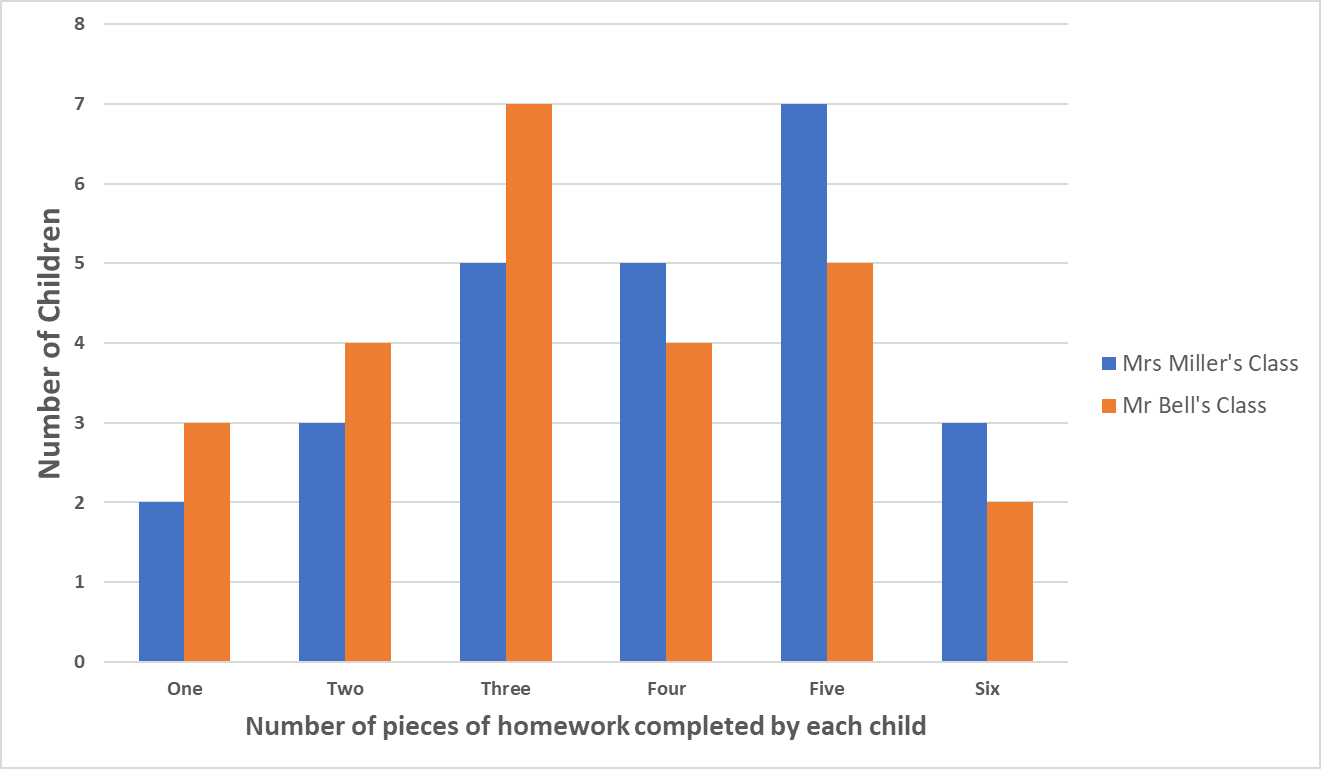 8
7
6
5
4
3
2
1
0
Number of Children
One Two Three Four Five Six
Number of pieces of homework completed by each child
Mrs Miller's Class
Mr Bell's Class